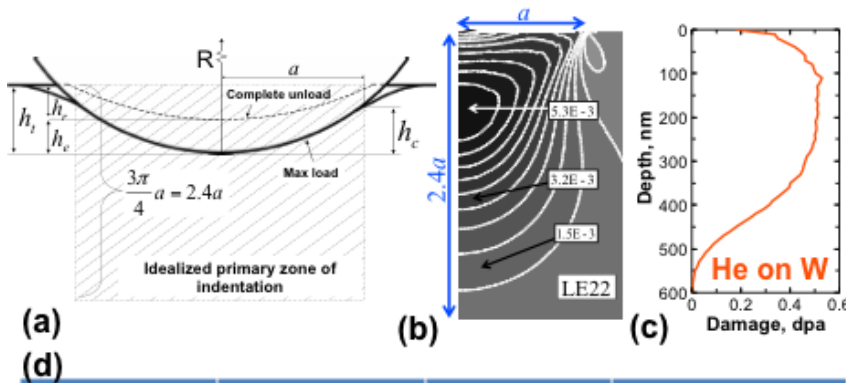 R
a
Complete unload
h_t
h_r
h_e
h_c
Max load
3π/4 a = 2.4a
Idealized primary zone of
indentation
(a)
a
2.4a
5.3E-3
3.2E-3
1.5E-3
LE22
(b)
0
100
200
300
400
500
600
Depth, nm
He on W
0 0.2 0.4 0.6
Damage, dpa
(c)
(d)